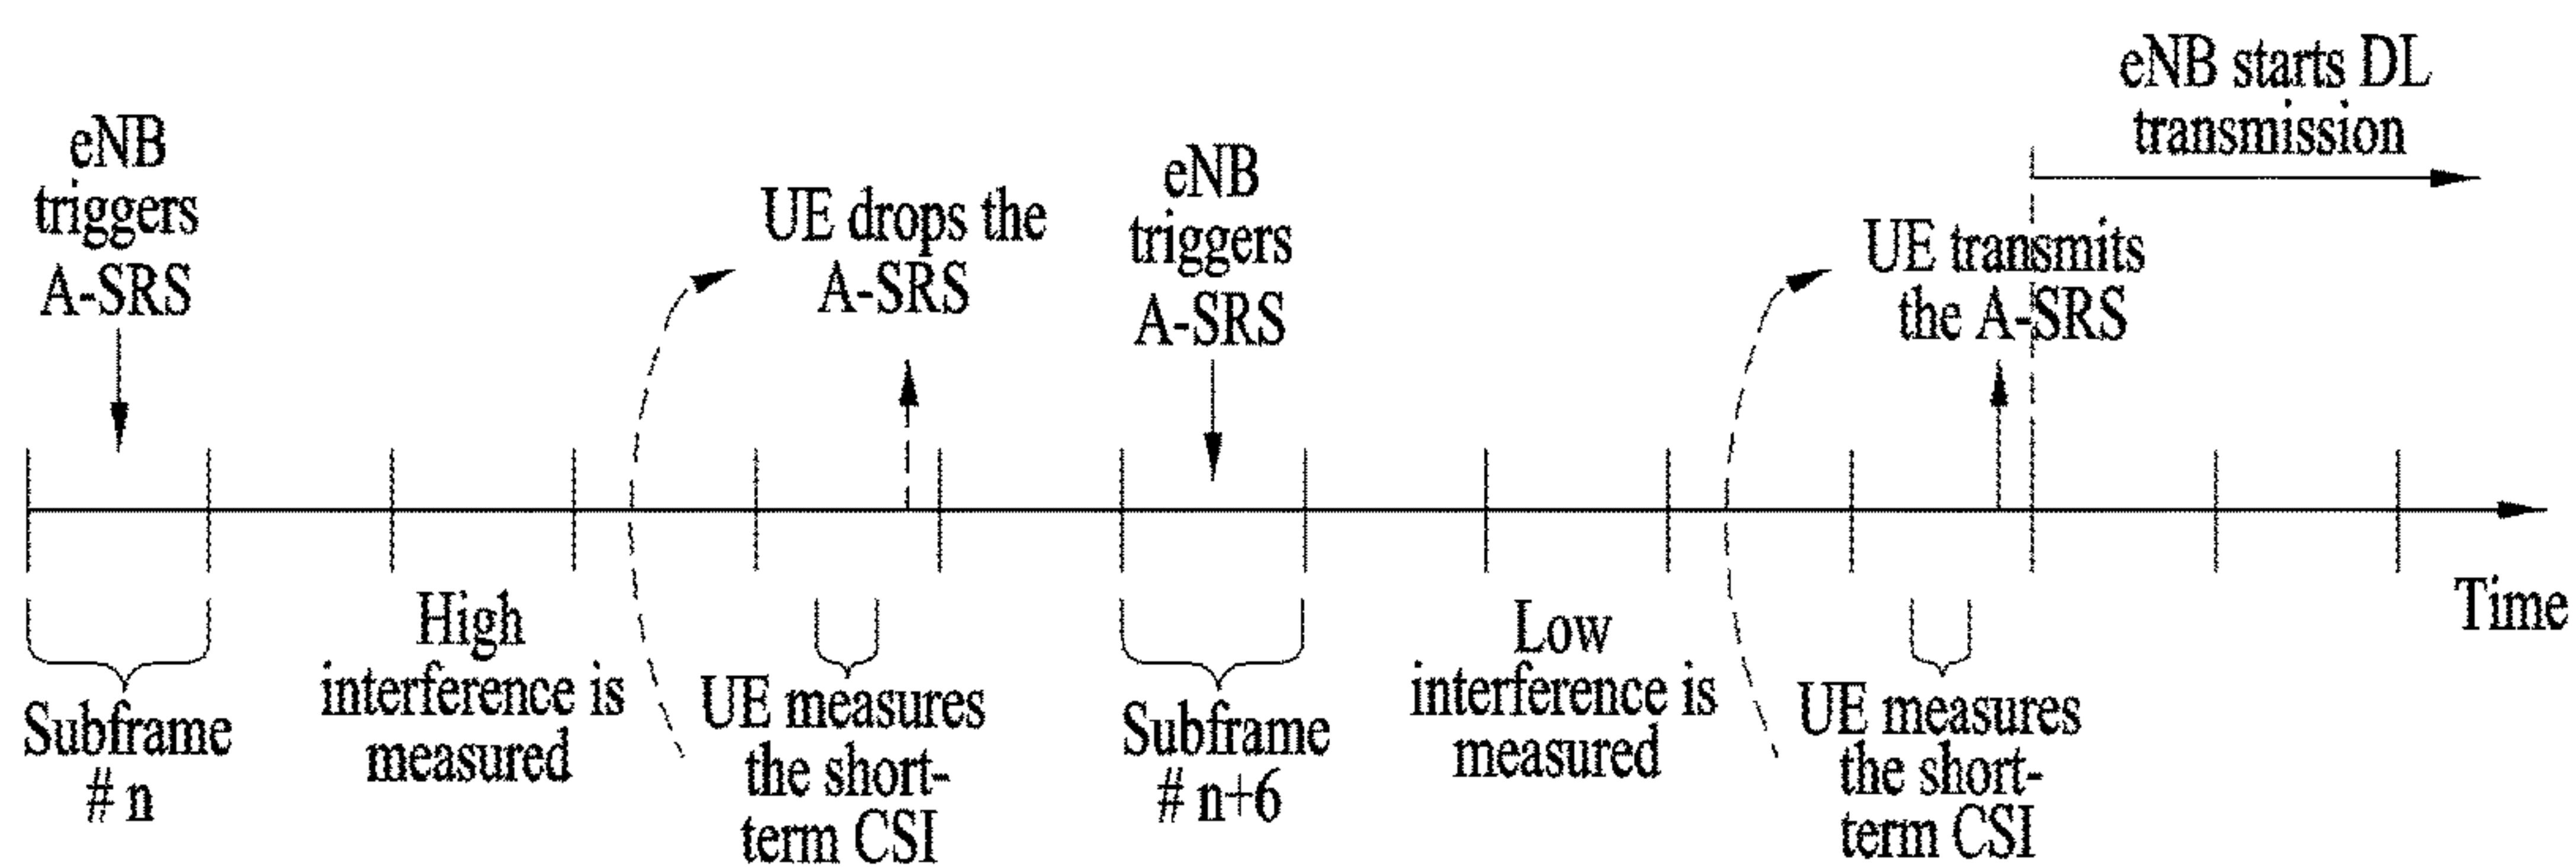 eNB
triggers
A-SRS
UE drops the
A-SRS
eNB
triggers
A-SRS
eNB starts DL
transmission
UE transmits
the A-SRS
Time
Subframe
# n
High
interference is
measured
UE measures
the short-
term CSI
Subframe
# n+6
Low
interference is
measured
UE measures
the short-
term CSI